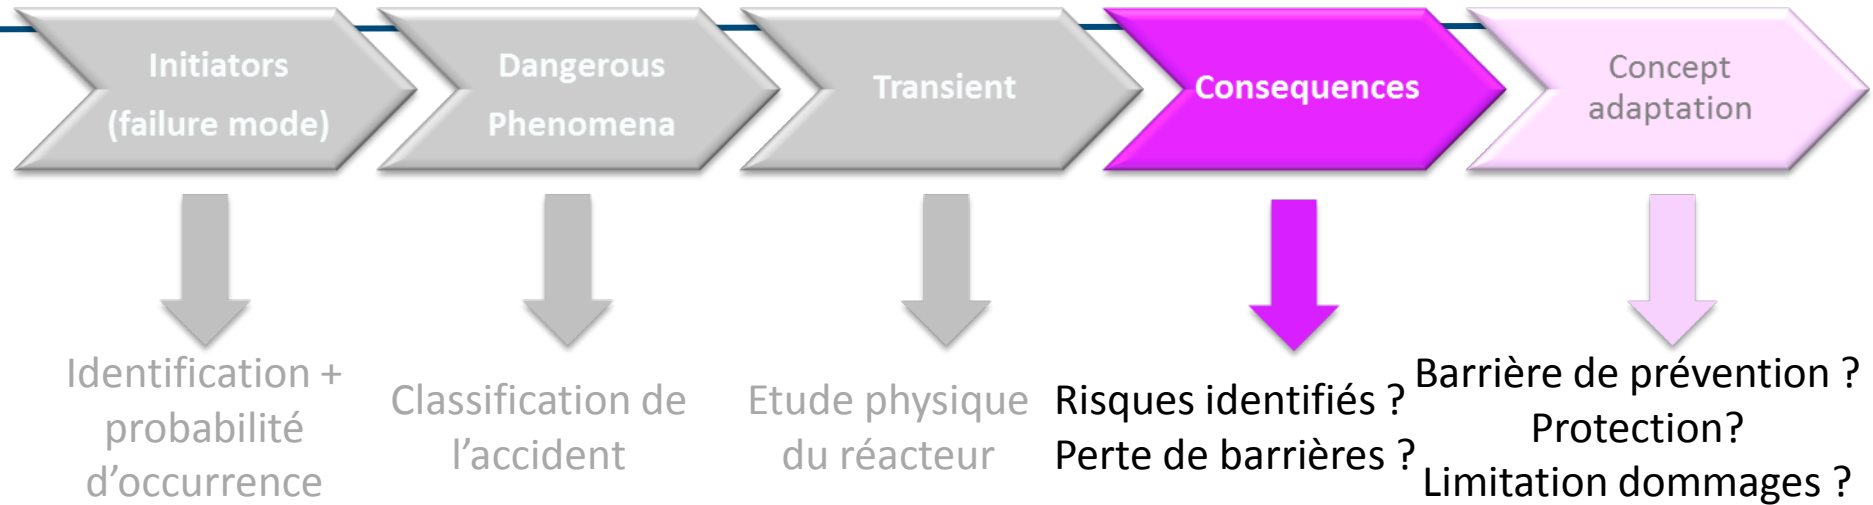 Initiators
(failure mode)
Dangerous
Phenomena
Transient
Consequences
Concept
adaptation
Identification +
probabilité
d’occurrence
Classification de
l’accident
Etude physique
du réacteur
Risques identifiés ?
Perte de barrières ?
Barrière de prévention ?
Protection?
Limitation dommages ?